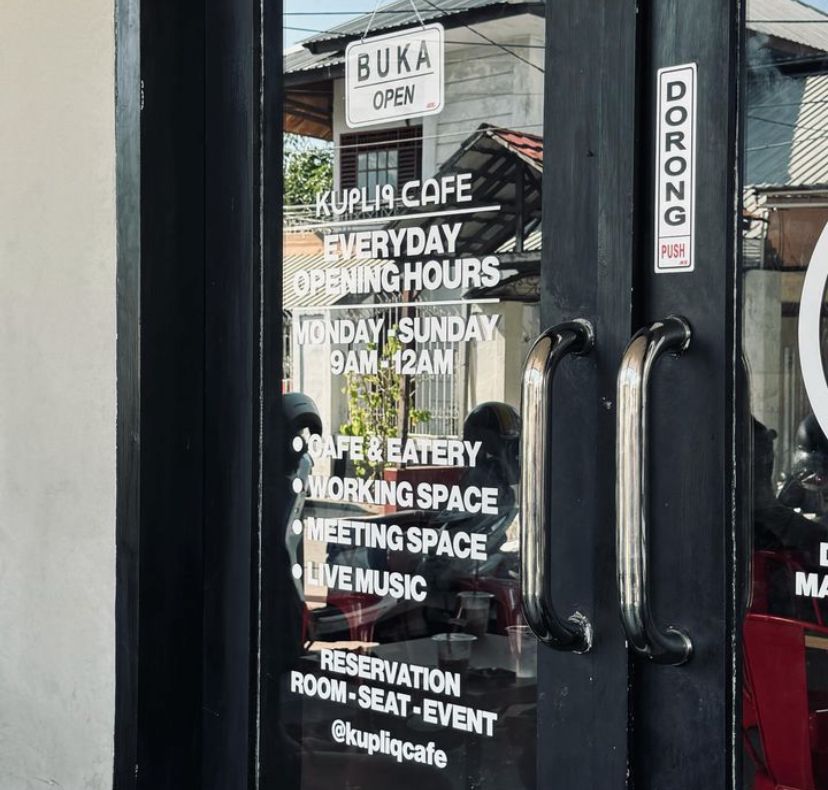 BUKA
OPEN
KUPLIQ CAFE
EVERYDAY
OPENING HOURS
MONDAY - SUNDAY
9AM - 12AM
• CAFE & EATERY
• WORKING SPACE
• MEETING SPACE
• LIVE MUSIC
RESERVATION
ROOM - SEAT - EVENT
@kupliqcafe
DORONG
PUSH